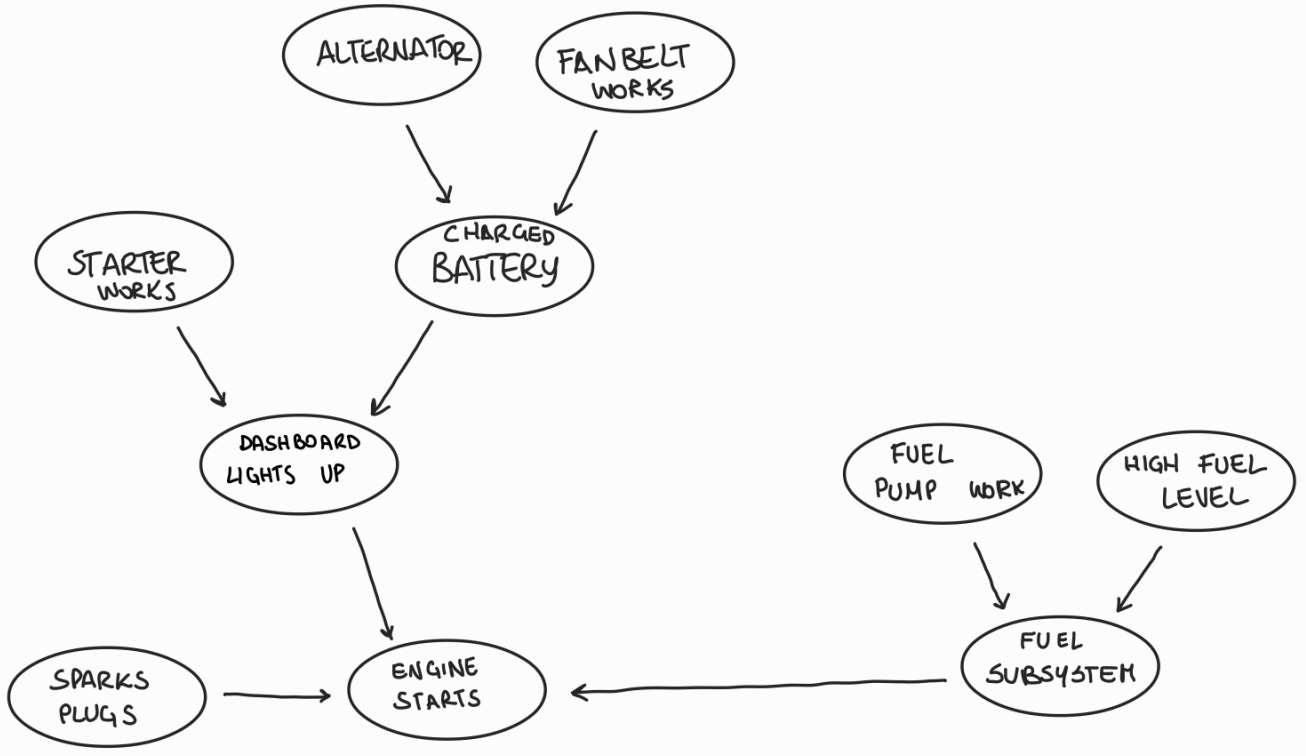 ALTERNATOR
FANBELT
WORKS
STARTER
WORKS
CHARGED
BATTERY
DASHBOARD
LIGHTS UP
FUEL
PUMP WORK
HIGH FUEL
LEVEL
SPARKS
PLUGS
ENGINE
STARTS
FUEL
SUBSYSTEM